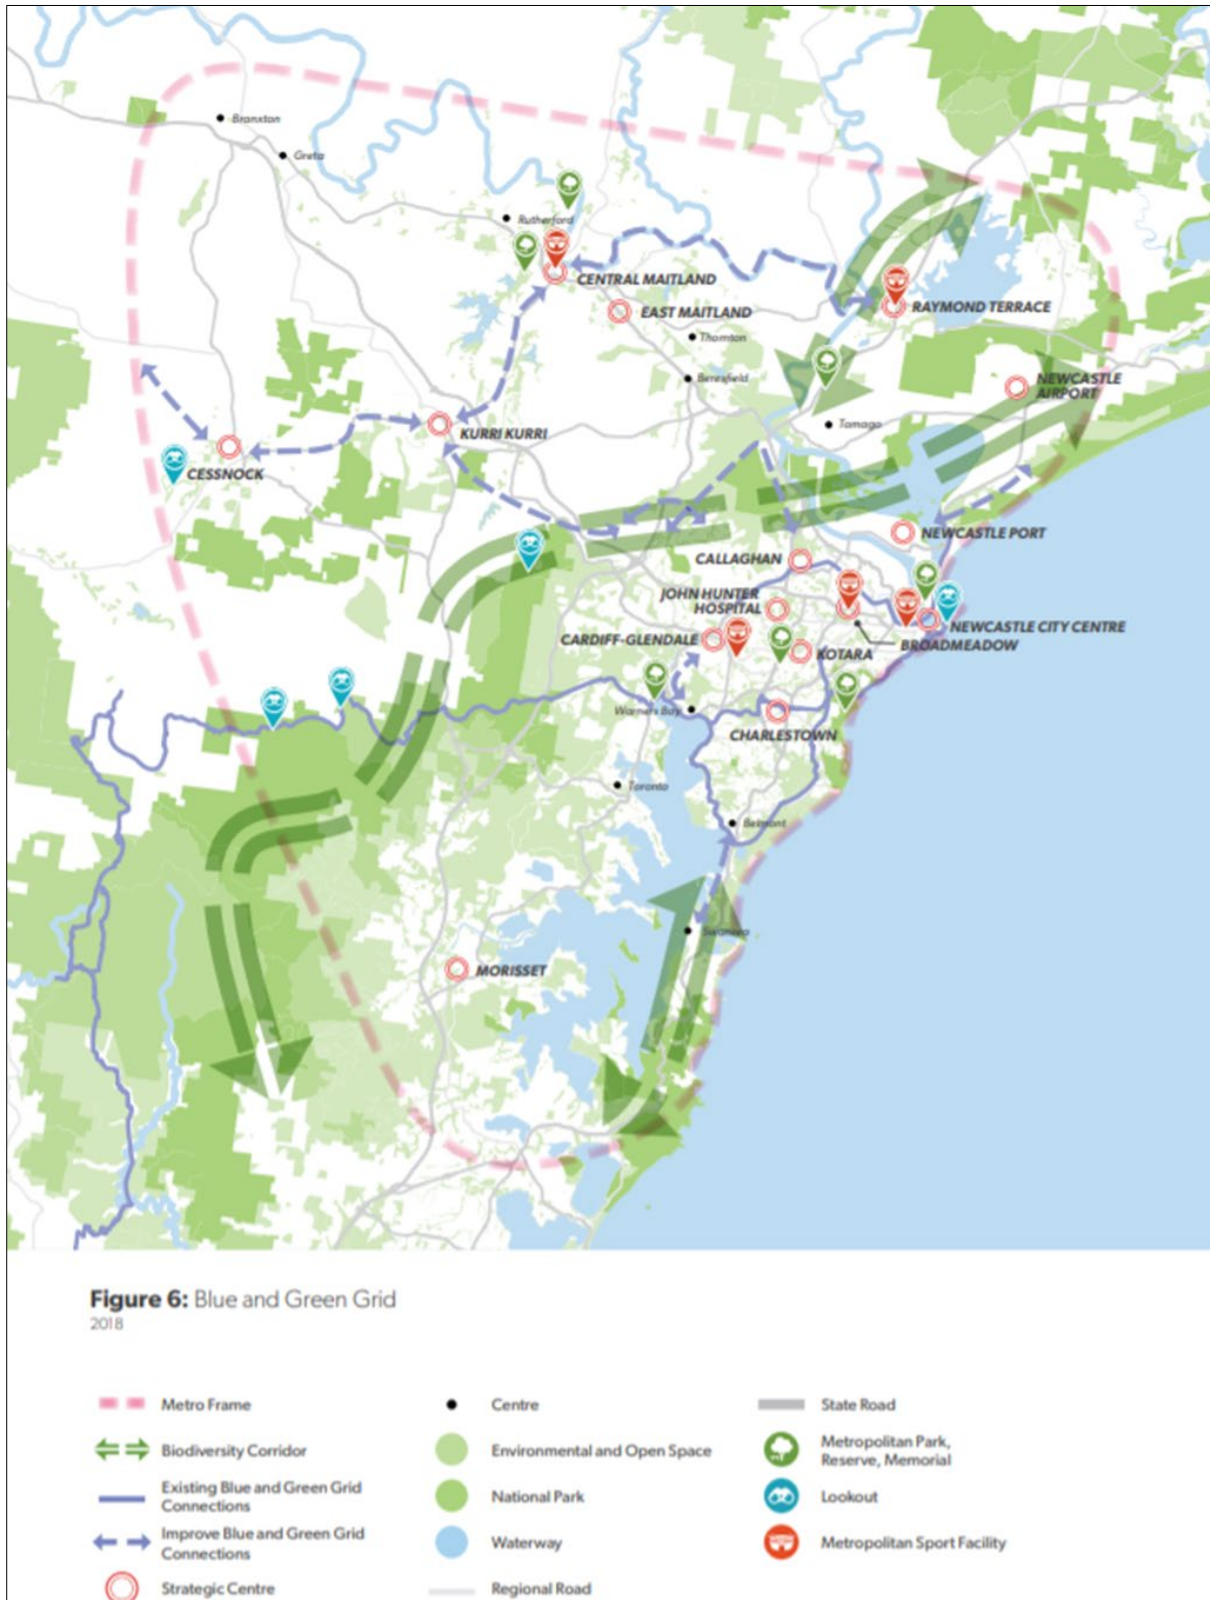 Branxton
Greta
Rutherford
CENTRAL MAITLAND
EAST MAITLAND
RAYMOND TERRACE
Thornton
Beresfield
NEWCASTLE
AIRPORT
Tomago
KURRI KURRI
CESSNOCK
NEWCASTLE PORT
CALLAGHAN
JOHN HUNTER
HOSPITAL
NEWCASTLE CITY CENTRE
CARDIFF-GLENDALE
BROADMEADOW
KOTARA
Warners Bay
CHARLESTOWN
Toronto
Belmont
Swansea
MORISSET
Figure 6: Blue and Green Grid
2018
Metro Frame
Biodiversity Corridor
Existing Blue and Green Grid
Connections
Improve Blue and Green Grid
Connections
Strategic Centre
Centre
Environmental and Open Space
National Park
Waterway
Regional Road
State Road
Metropolitan Park,
Reserve, Memorial
Lookout
Metropolitan Sport Facility